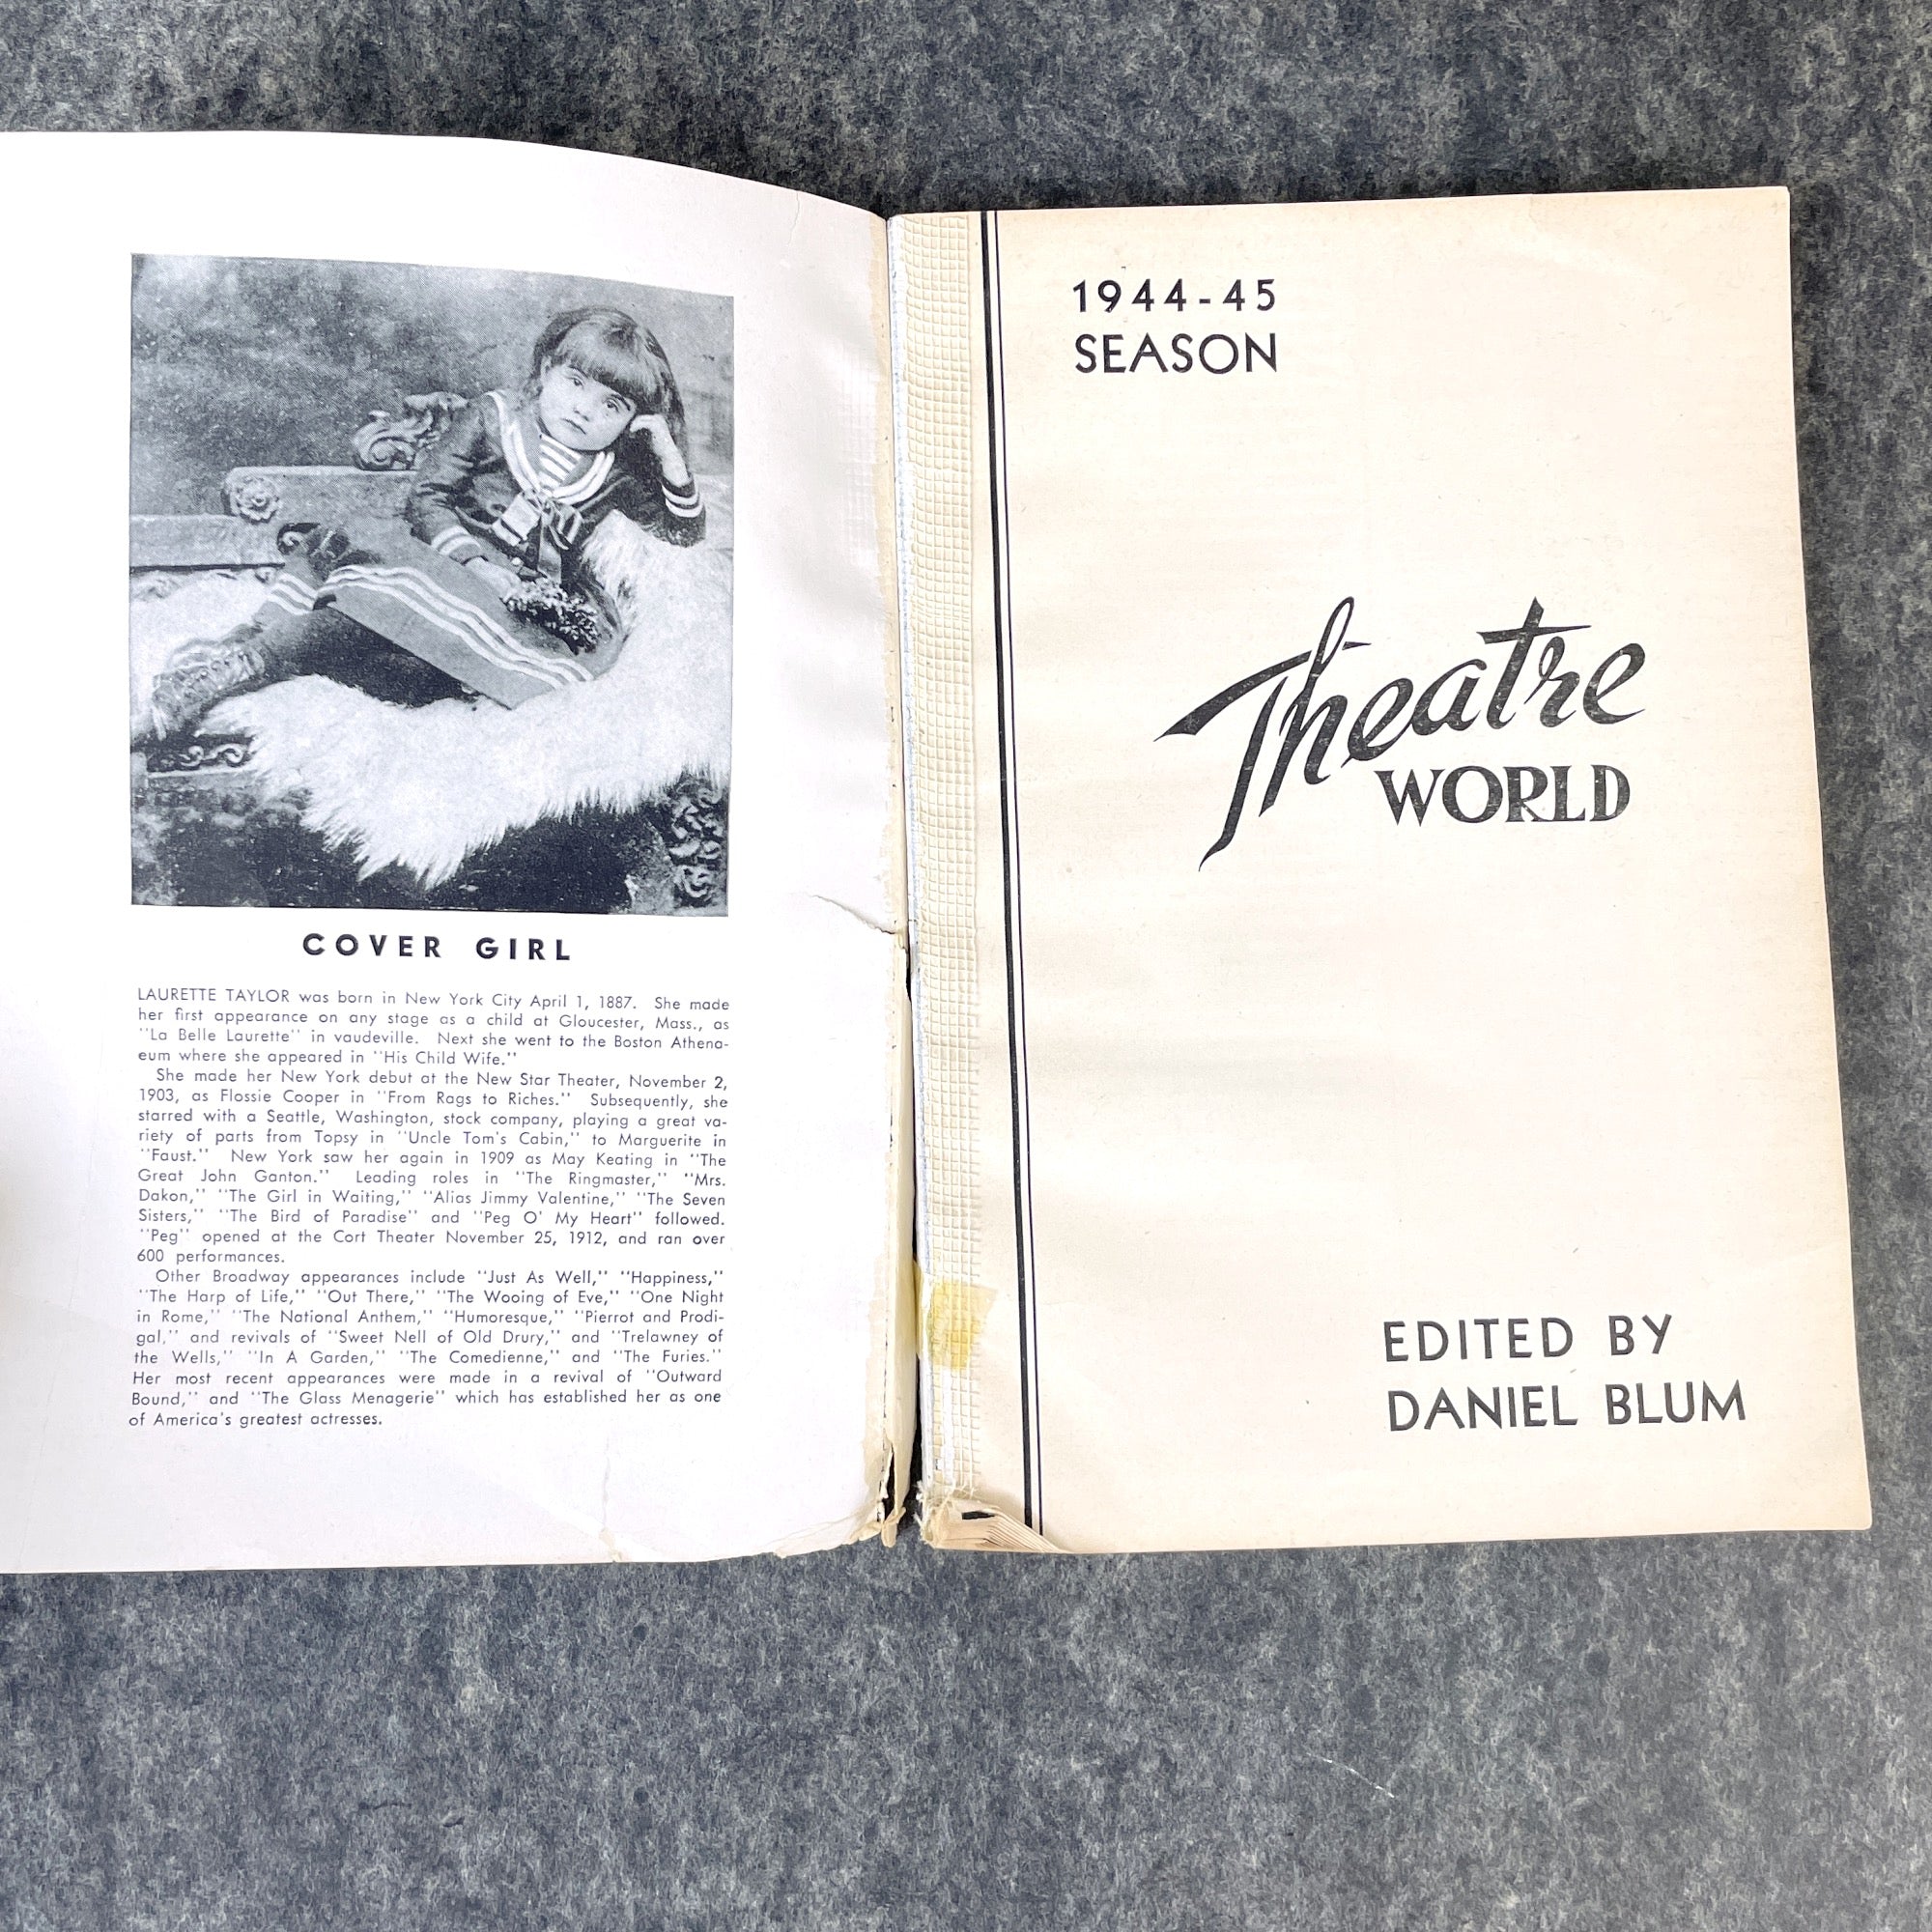 COVER GIRL
LAURETTE TAYLOR was born in New York City April 1, 1887. She made
her first appearance on any stage as a child at Gloucester, Mass., as
"La Belle Laurette" in vaudeville. Next she went to the Boston Athena-
eum where she appeared in "His Child Wife."
She made her New York debut at the New Star Theater, November 2,
1903, as Flossie Cooper in "From Rags to Riches." Subsequently, she
starred with a Seattle, Washington, stock company, playing a great va-
riety of parts from Topsy in "Uncle Tom's Cabin," to Marguerite in
"Faust." New York saw her again in 1909 as May Keating in "The
Great John Ganton." Leading roles in "The Ringmaster," "Mrs.
Dakon," "The Girl in Waiting," "Alias Jimmy Valentine," "The Seven
Sisters," "The Bird of Paradise" and "Peg O' My Heart" followed.
"Peg" opened at the Cort Theater November 25, 1912, and ran over
600 performances.
Other Broadway appearances include "Just As Well," "Happiness,"
"The Harp of Life," "Out There," "The Wooing of Eve," "One Night
in Rome," "The National Anthem," "Humoresque," "Pierrot and Prodi-
gal," and revivals of "Sweet Nell of Old Drury," and "Trelawney of
the Wells," "In A Garden," "The Comedienne," and "The Furies."
Her most recent appearances were made in a revival of "Outward
Bound," and "The Glass Menagerie" which has established her as one
of America's greatest actresses.
1944-45
SEASON
Theatre
WORLD
EDITED BY
DANIEL BLUM